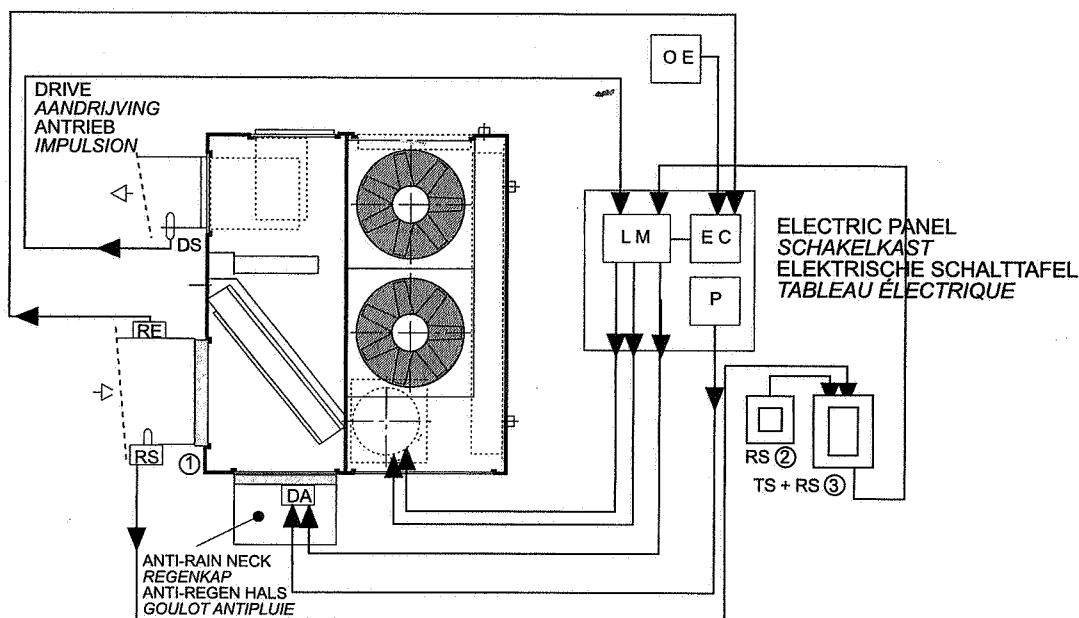 O E
DRIVE
AANDRIJVING
ANTRIEB
IMPULSION
DS
L M
E C
P
ELECTRIC PANEL
SCHAKELKAST
ELEKTRISCHE SCHALTTAFEL
TABLEAU ÉLECTRIQUE
RE
RS ①
RS ②
TS + RS ③
DA
ANTI-RAIN NECK
REGENKAP
ANTI-REGEN HALS
GOULOT ANTIPLUIE